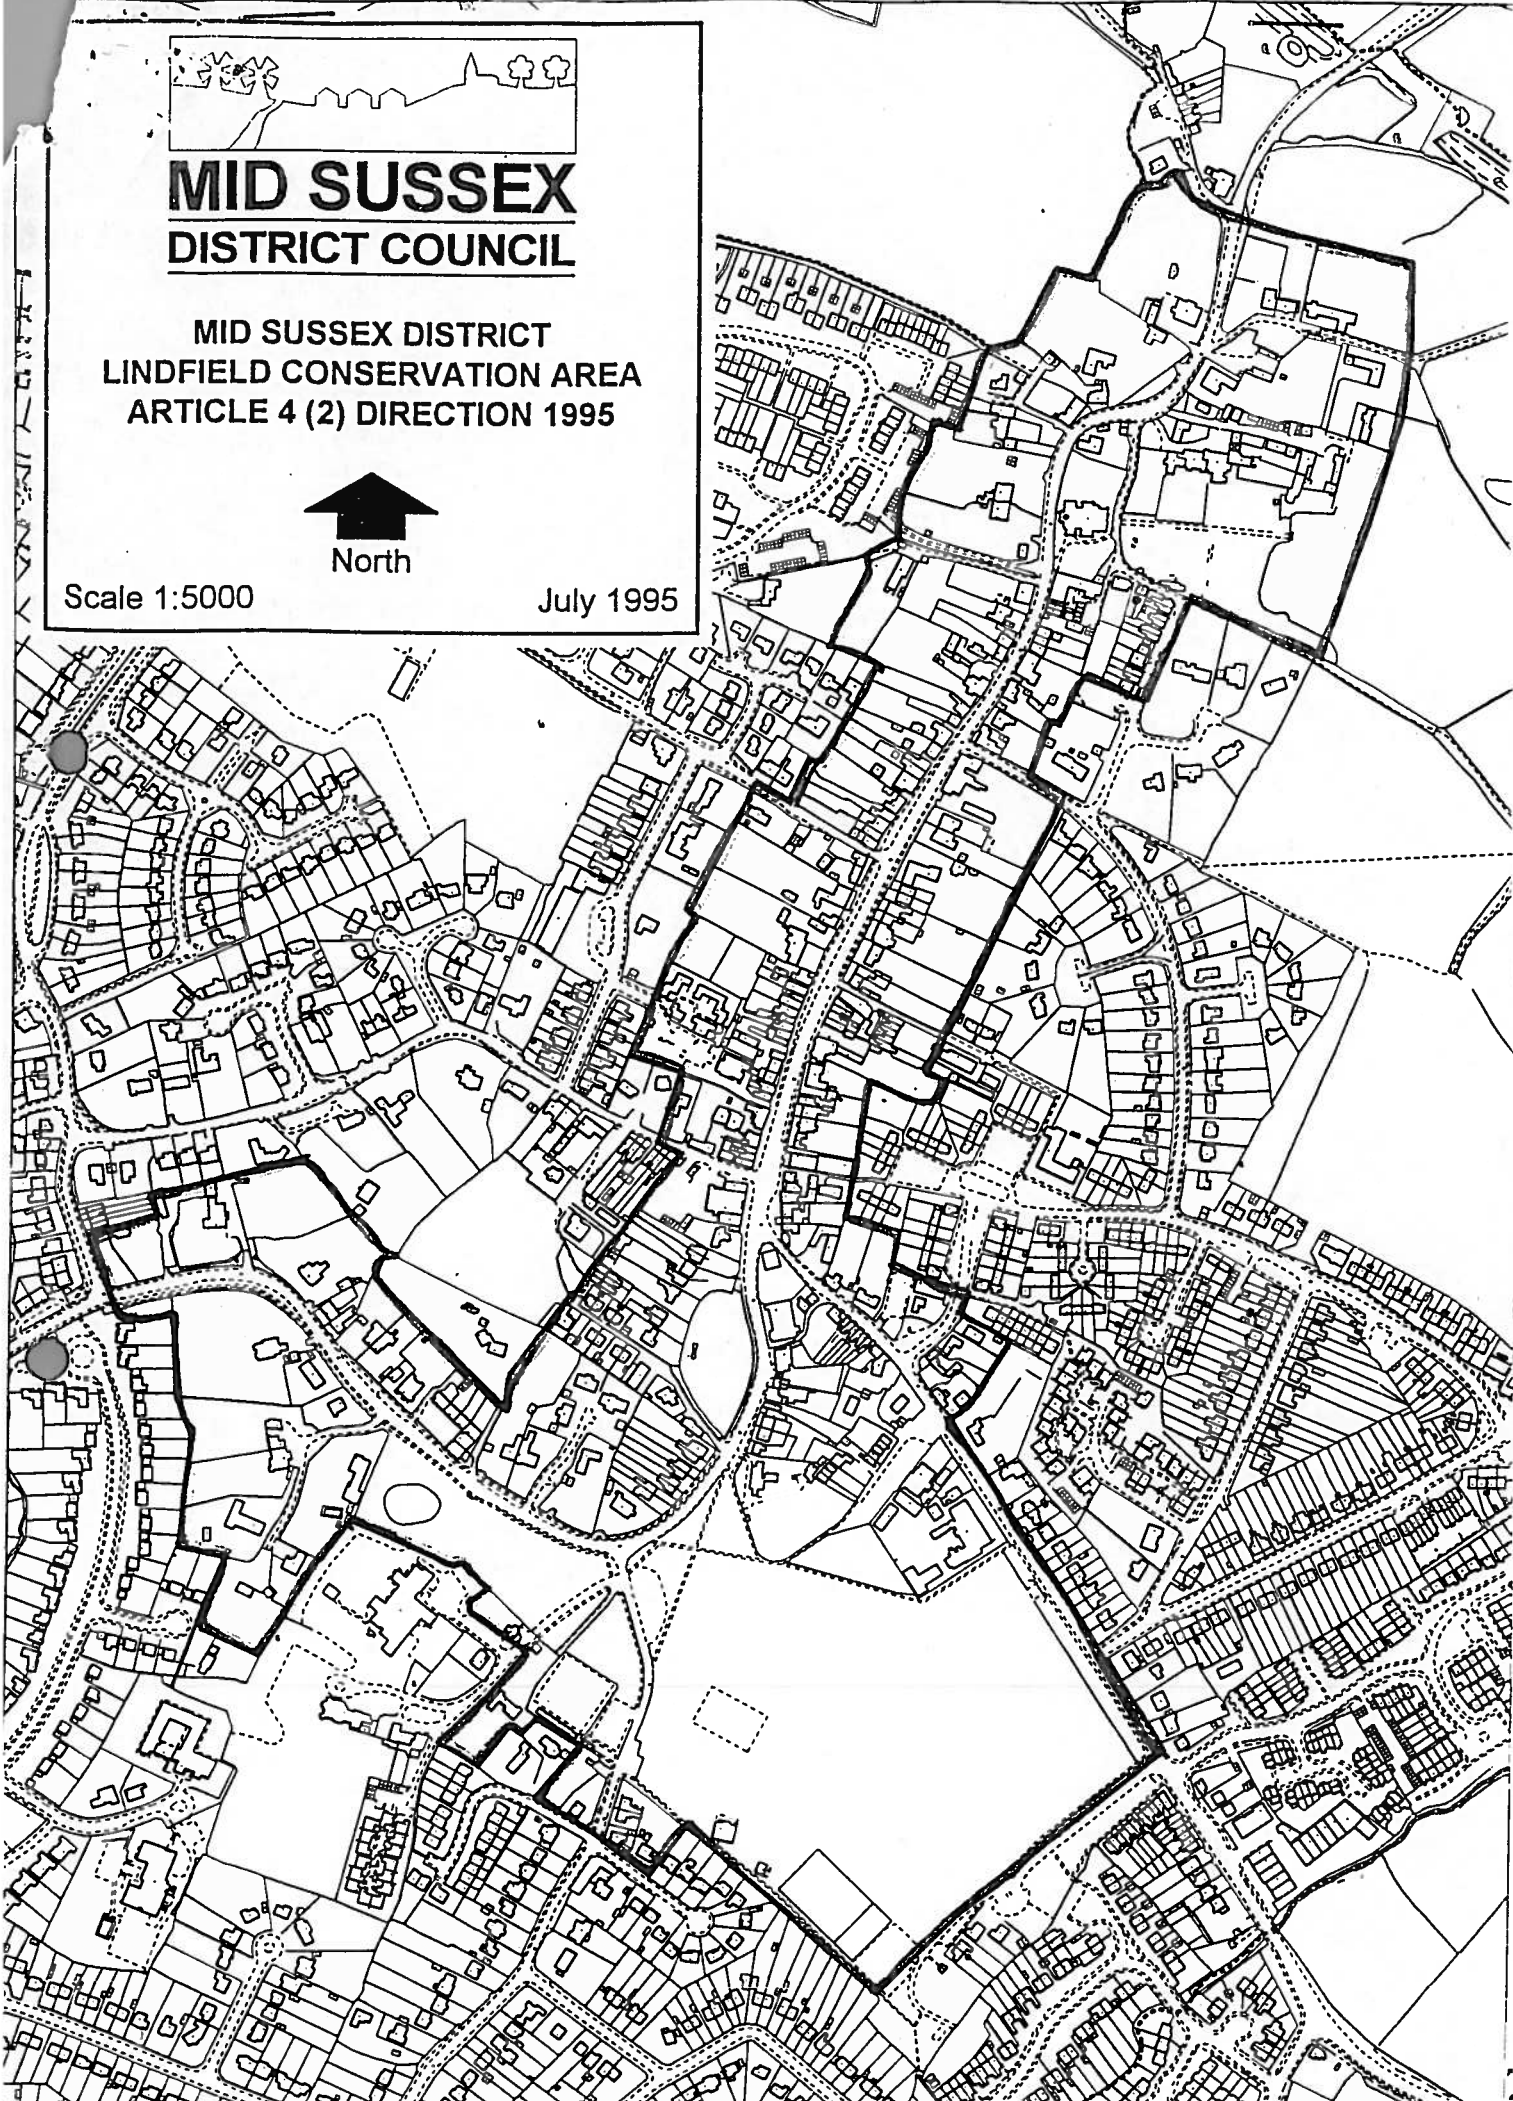 MID SUSSEX
DISTRICT COUNCIL
MID SUSSEX DISTRICT
LINDFIELD CONSERVATION AREA
ARTICLE 4 (2) DIRECTION 1995
North
Scale 1:5000
July 1995